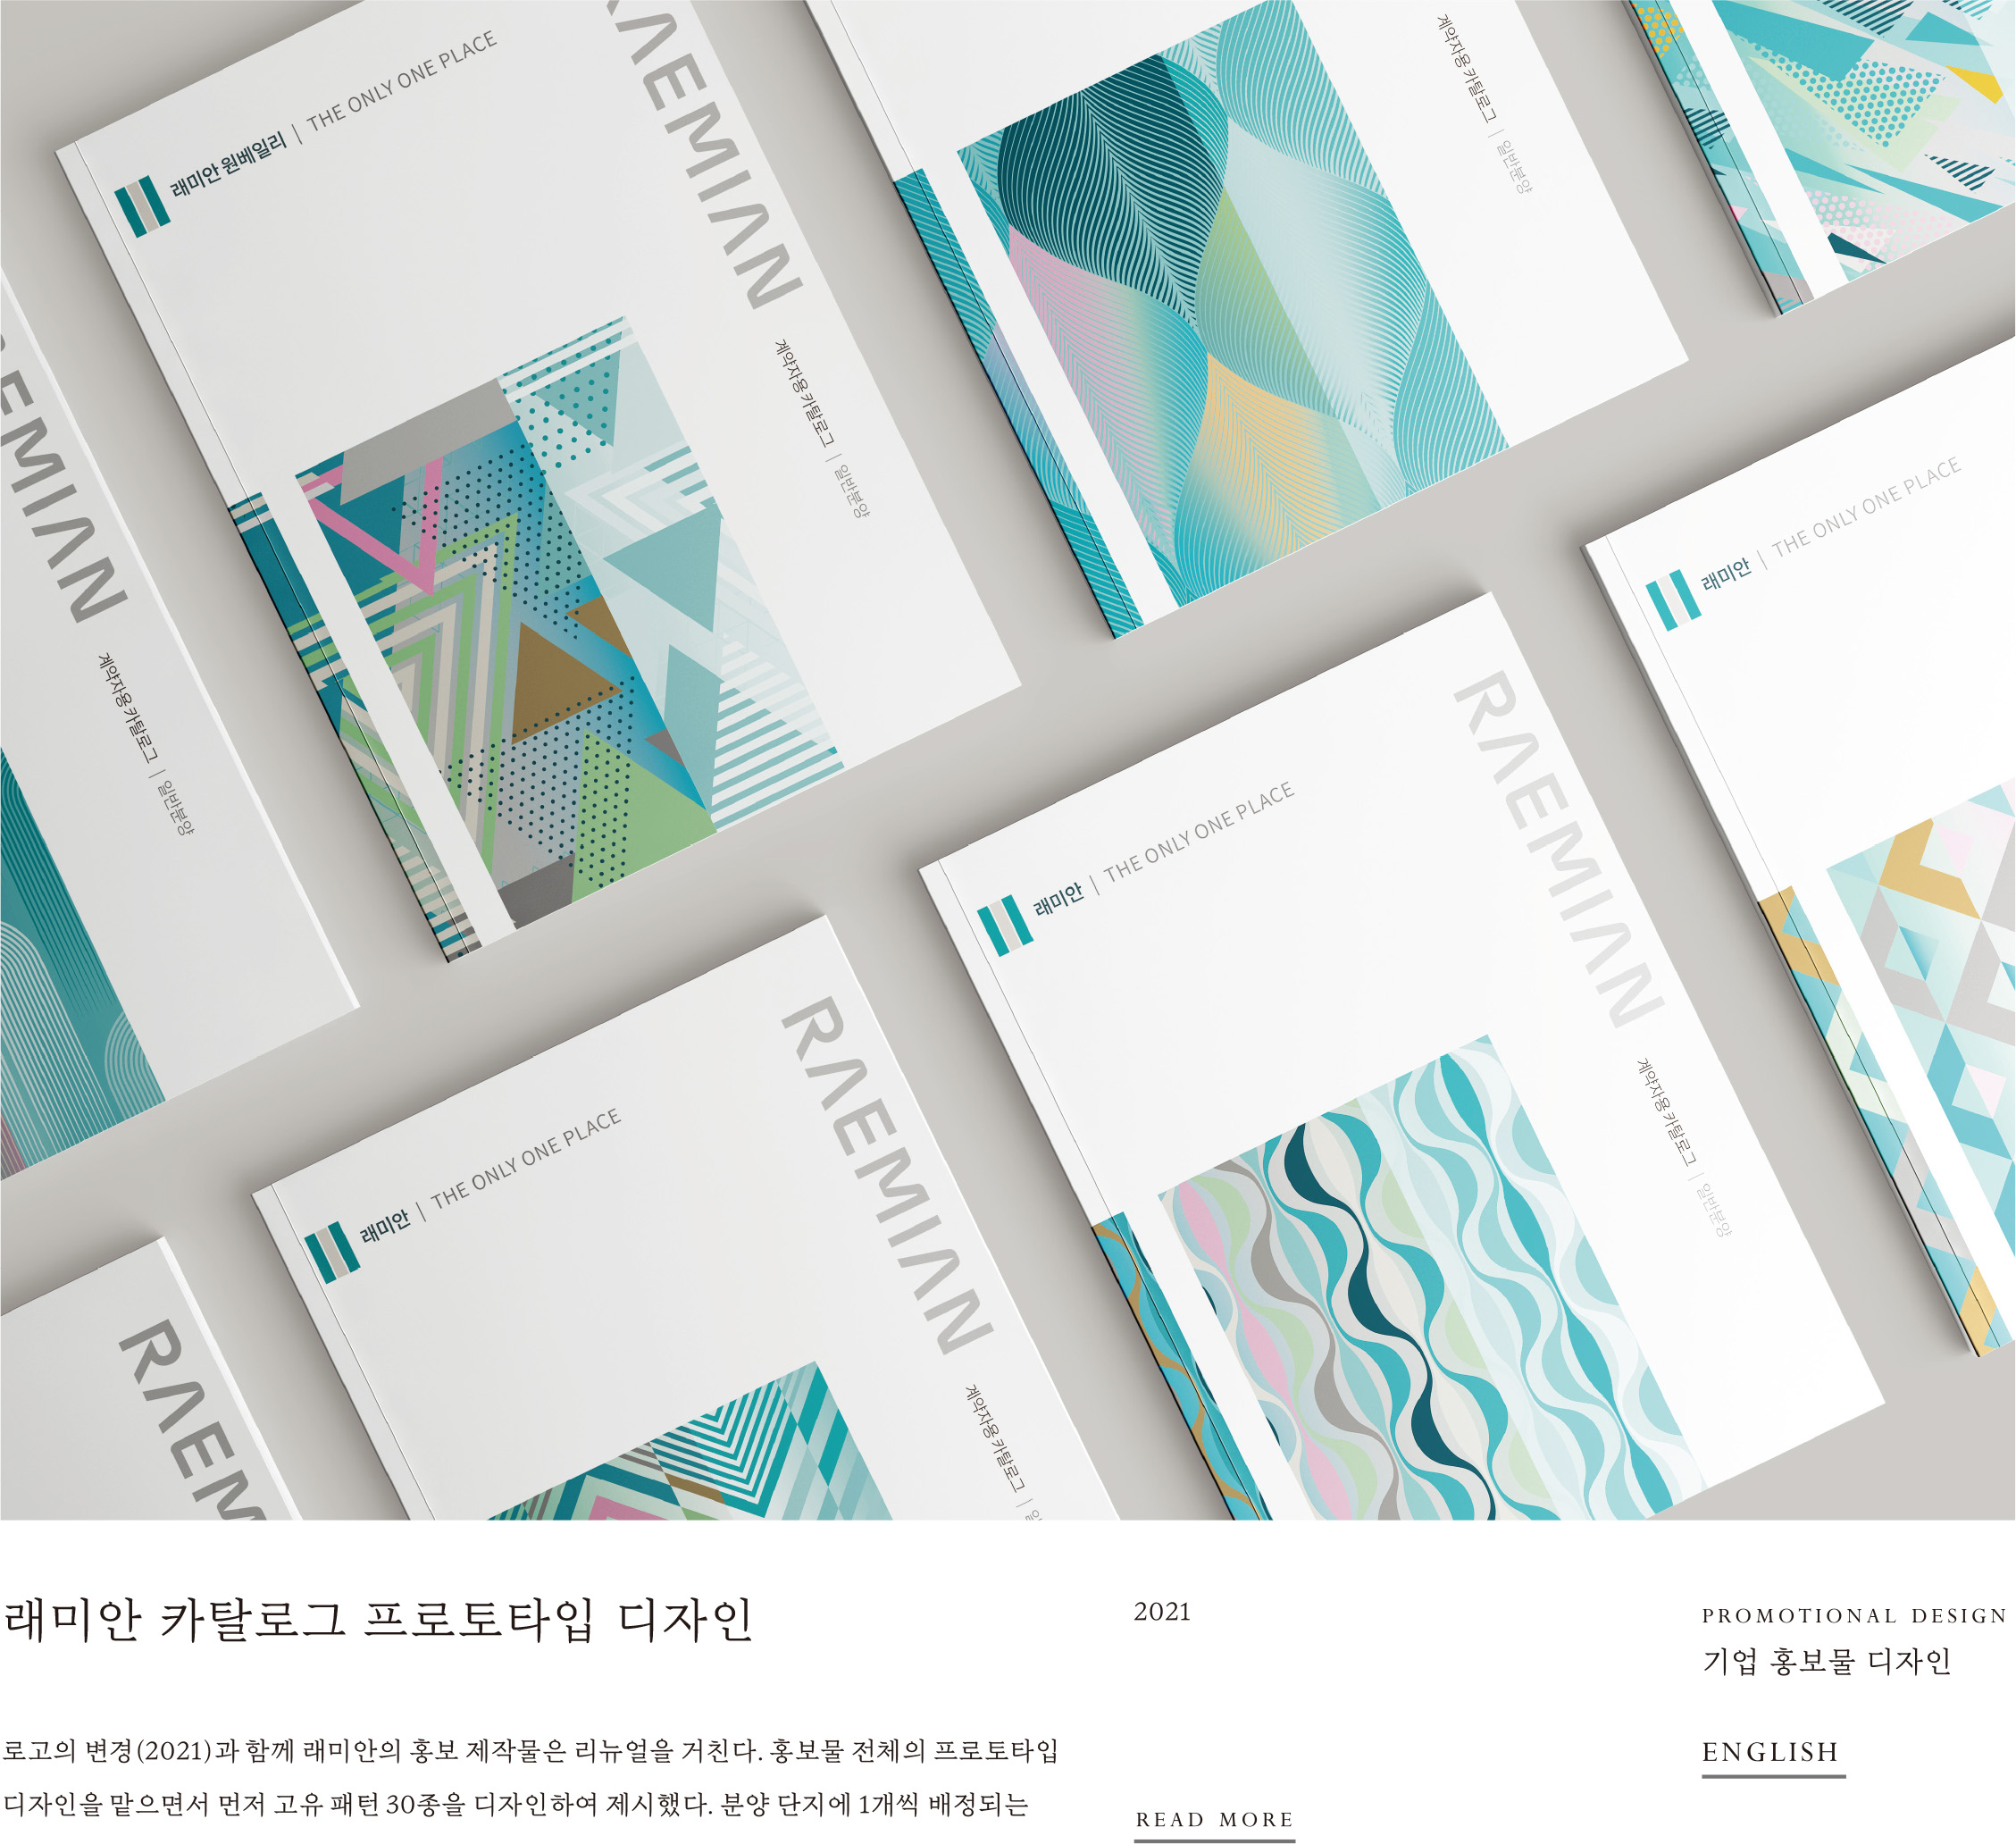 RAEMIAN
래미안 원베일리 | THE ONLY ONE PLACE
계약자용 카탈로그 | 일반분양
계약자용 카탈로그 | 일반분양
계약자용 카탈로그 | 일반분양
래미안 | THE ONLY ONE PLACE
RAEMIAN
래미안 | THE ONLY ONE PLACE
계약자용 카탈로그 | 일반분양
RAEMIAN
래미안 | THE ONLY ONE PLACE
계약자용 카탈로그 |
래미안 카탈로그 프로토타입 디자인
2021
PROMOTIONAL DESIGN
기업 홍보물 디자인
로고의 변경(2021)과 함께 래미안의 홍보 제작물은 리뉴얼을 거친다. 홍보물 전체의 프로토타입
디자인을 맡으면서 먼저 고유 패턴 30종을 디자인하여 제시했다. 분양 단지에 1개씩 배정되는
ENGLISH
READ MORE